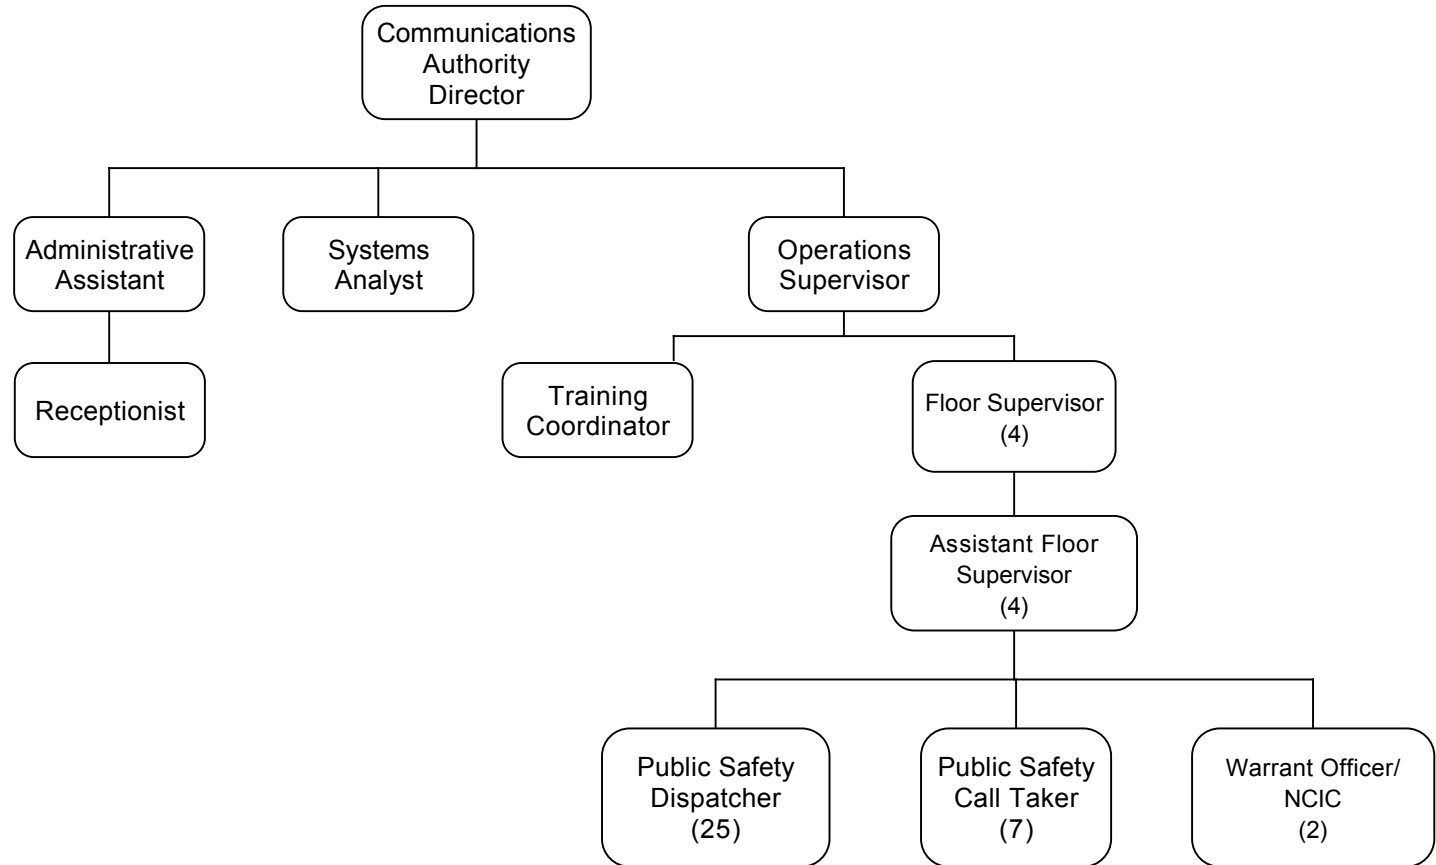 Communications
Authority
Director
Administrative
Assistant
Systems
Analyst
Operations
Supervisor
Receptionist
Training
Coordinator
Floor Supervisor
(4)
Assistant Floor
Supervisor
(4)
Public Safety
Dispatcher
(25)
Public Safety
Call Taker
(7)
Warrant Officer/
NCIC
(2)